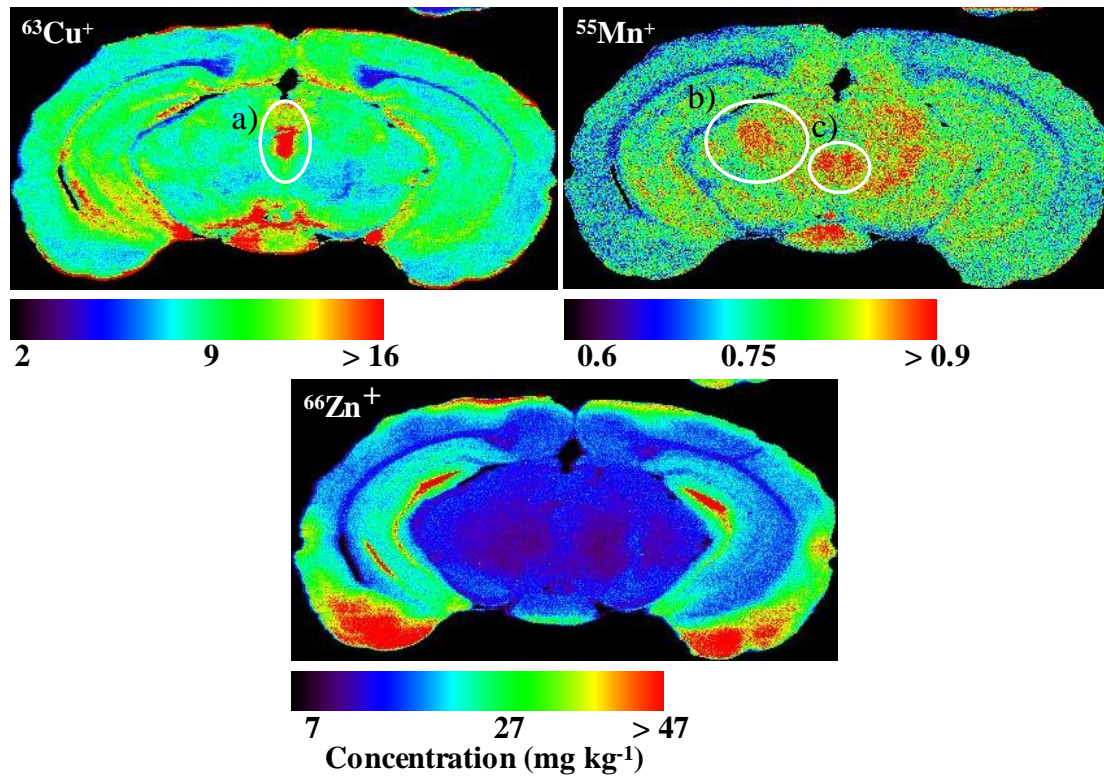 ⁶³Cu⁺
⁵⁵Mn⁺
a)
b)
c)
2 9 > 16
0.6 0.75 > 0.9
⁶⁶Zn⁺
7 27 > 47
Concentration (mg kg⁻¹)